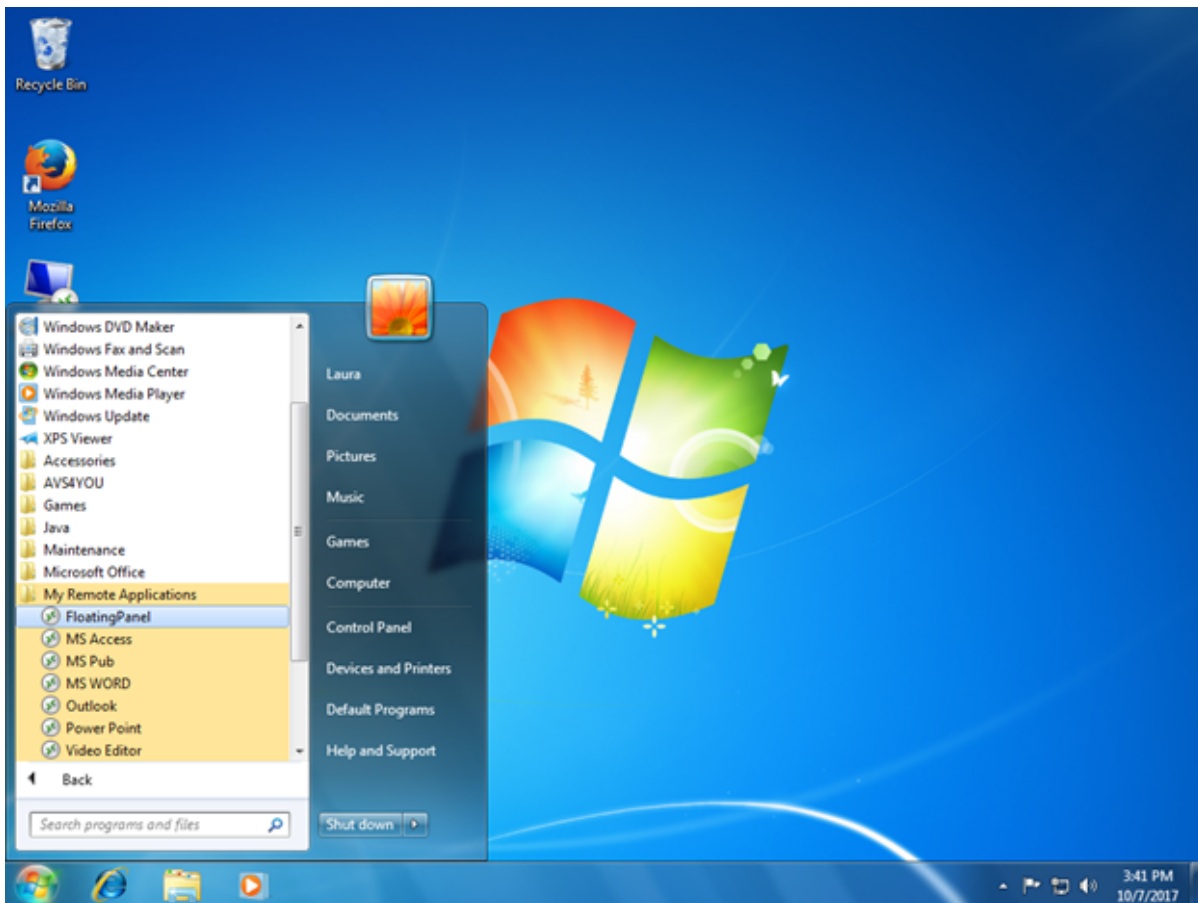 Recycle Bin
Mozilla
Firefox
Windows DVD Maker
Windows Fax and Scan
Windows Media Center
Windows Media Player
Windows Update
XPS Viewer
Accessories
AVS4YOU
Games
Java
Maintenance
Microsoft Office
My Remote Applications
FloatingPanel
MS Access
MS Pub
MS WORD
Outlook
Power Point
Video Editor
Back
Search programs and files
Laura
Documents
Pictures
Music
Games
Computer
Control Panel
Devices and Printers
Default Programs
Help and Support
Shut down
3:41 PM
10/7/2017